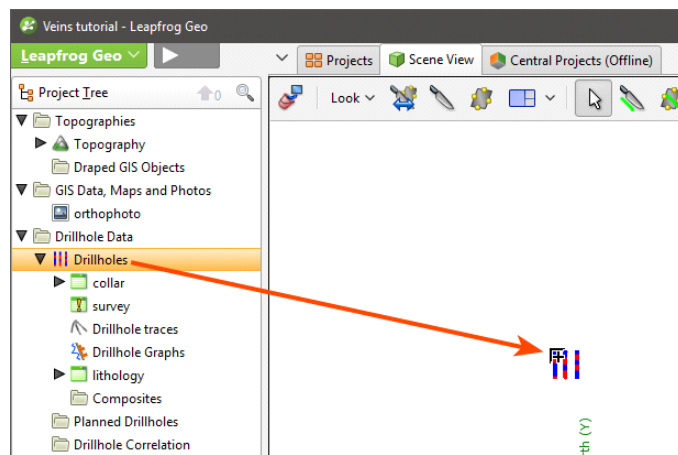 Veins tutorial - Leapfrog Geo
Leapfrog Geo
Projects
Scene View
Central Projects (Offline)
Project Tree
0
Look
Topographies
Topography
Draped GIS Objects
GIS Data, Maps and Photos
orthophoto
Drillhole Data
Drillholes
collar
survey
Drillhole traces
Drillhole Graphs
lithology
Composites
Planned Drillholes
Drillhole Correlation
rth (Y)